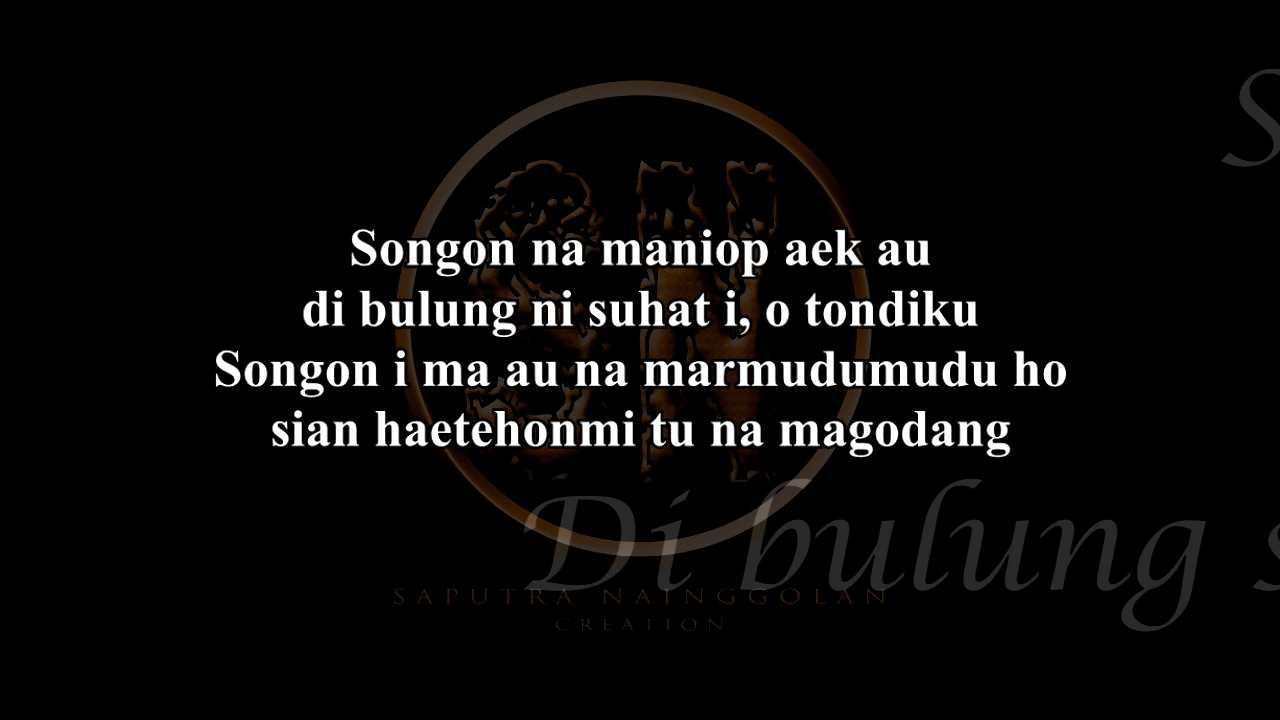 Songon na maniop aek au
di bulung ni suhat i, o tondiku
Songon i ma au na marmudumudu ho
sian haetehonmi tu na magodang
Di bulung
SAPUTRA NAINGGOLAN
CREATION